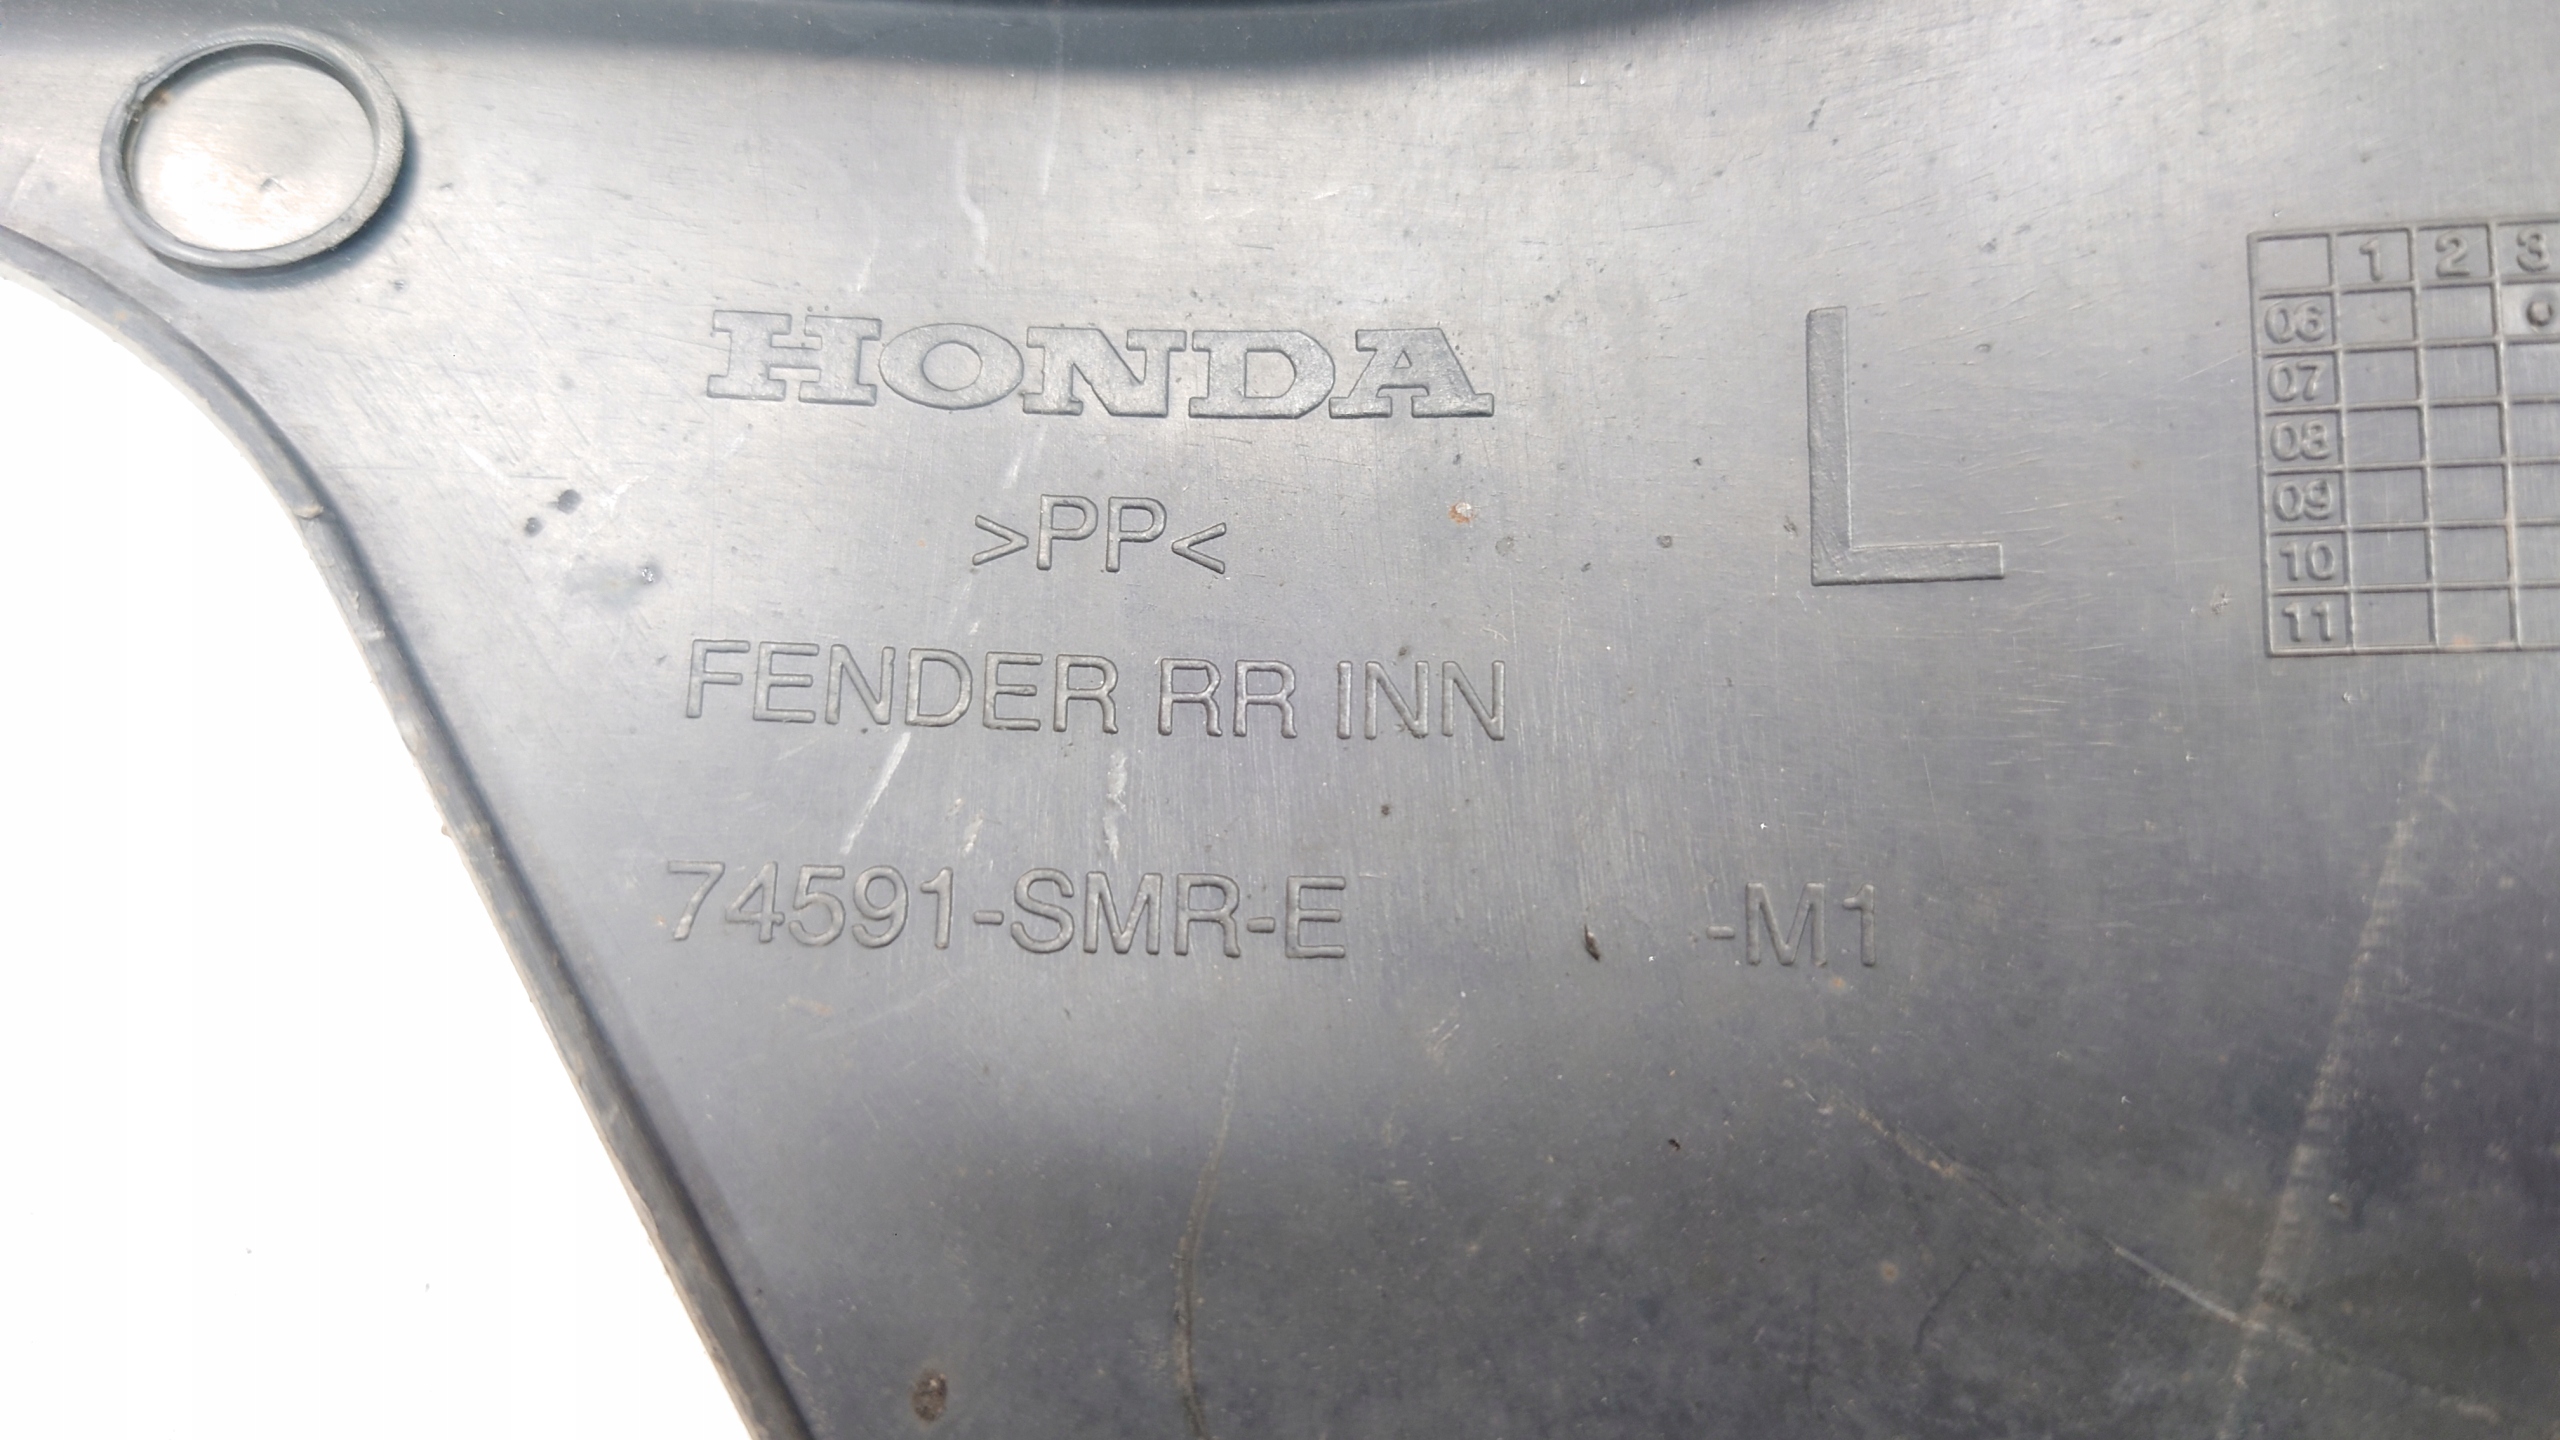 HONDA
>PP<
FENDER RR INN
74591-SMR-E -M1
L
1 2 3
06 o
07
08
09
10
11